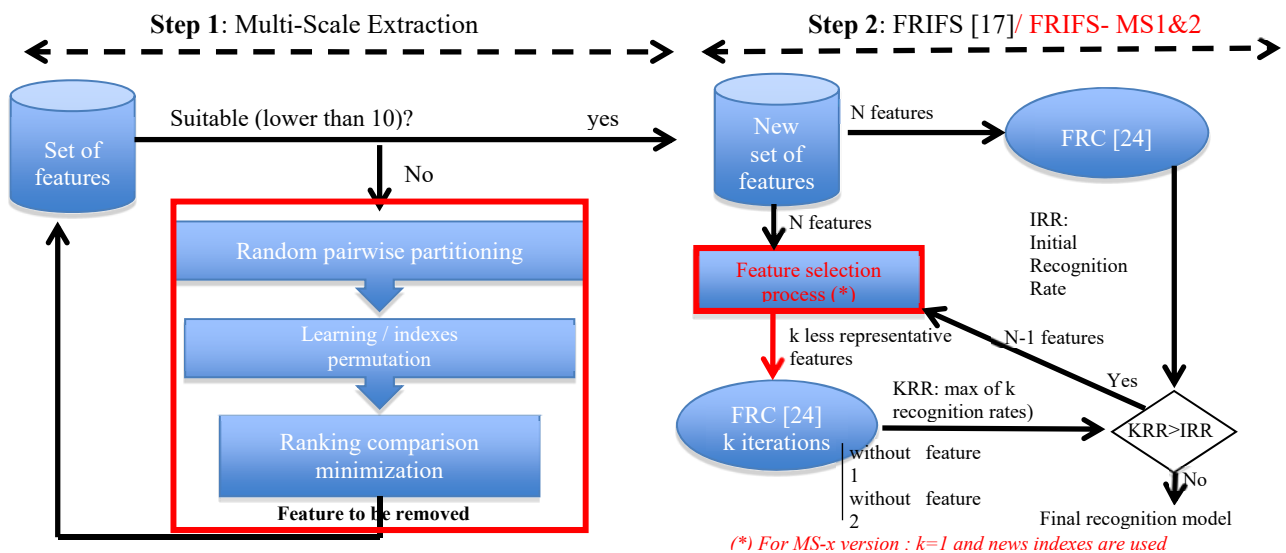 Step 1: Multi-Scale Extraction
Step 2: FRIFS [17]/ FRIFS- MS1&2
Set of
features
Suitable (lower than 10)?
yes
No
Random pairwise partitioning
Learning / indexes
permutation
Ranking comparison
minimization
Feature to be removed
New
set of
features
N features
FRC [24]
N features
IRR:
Initial
Recognition
Rate
Feature selection
process (*)
k less representative
features
N-1 features
Yes
FRC [24]
k iterations
KRR: max of k
recognition rates)
KRR>IRR
without feature
1
without feature
2
No
Final recognition model
(*) For MS-x version : k=1 and news indexes are used